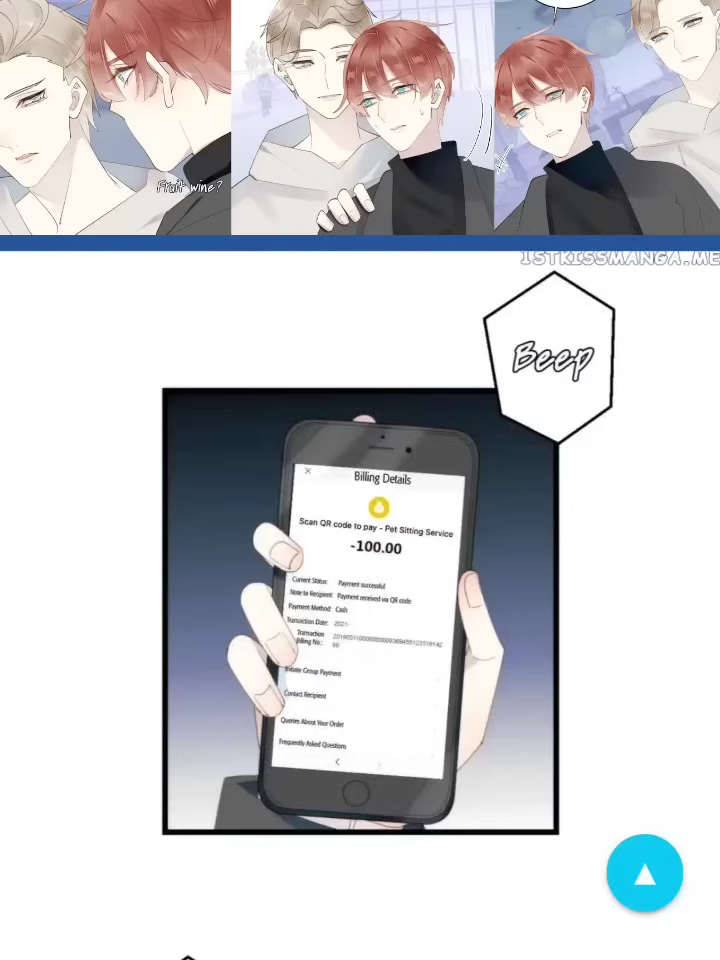 Fruit wine?
1STKISSMANGA.ME
Beep
Billing Details
Scan QR code to pay - Pet Sitting Service
-100.00
Current Status: Payment successful
Note to Recipient: Payment received via QR code
Payment Method: Cash
Transaction Date: 2021-
Transaction
Billing No.:
Initiate Group Payment
Contact Recipient
Queries About Your Order
Frequently Asked Questions